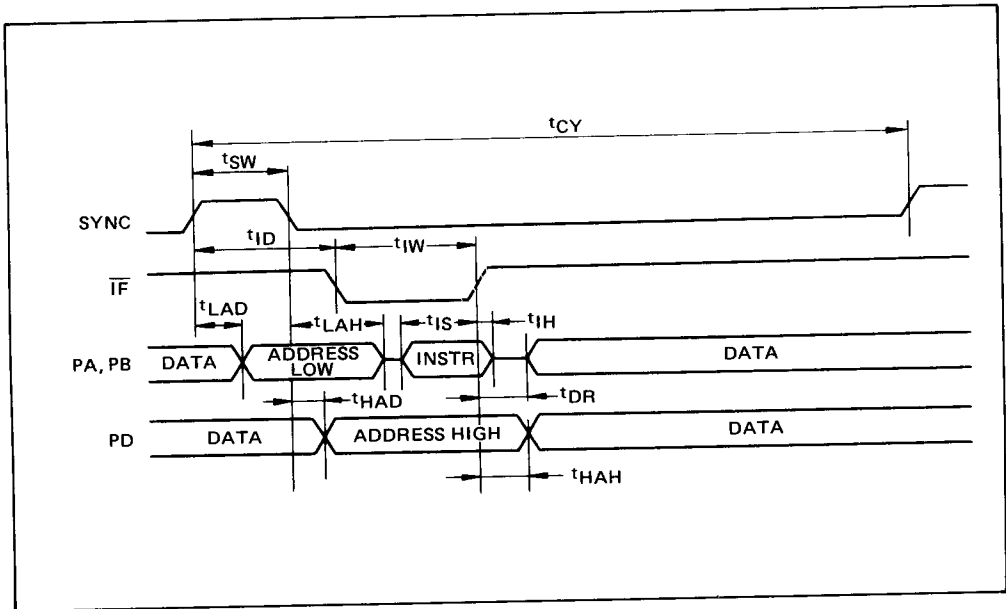 tCY
tSW
SYNC
tID
tIW
IF
tLAD
tLAH
tIS
tIH
PA, PB
DATA
ADDRESS
LOW
INSTR
DATA
tHAD
tDR
PD
DATA
ADDRESS HIGH
DATA
tHAH